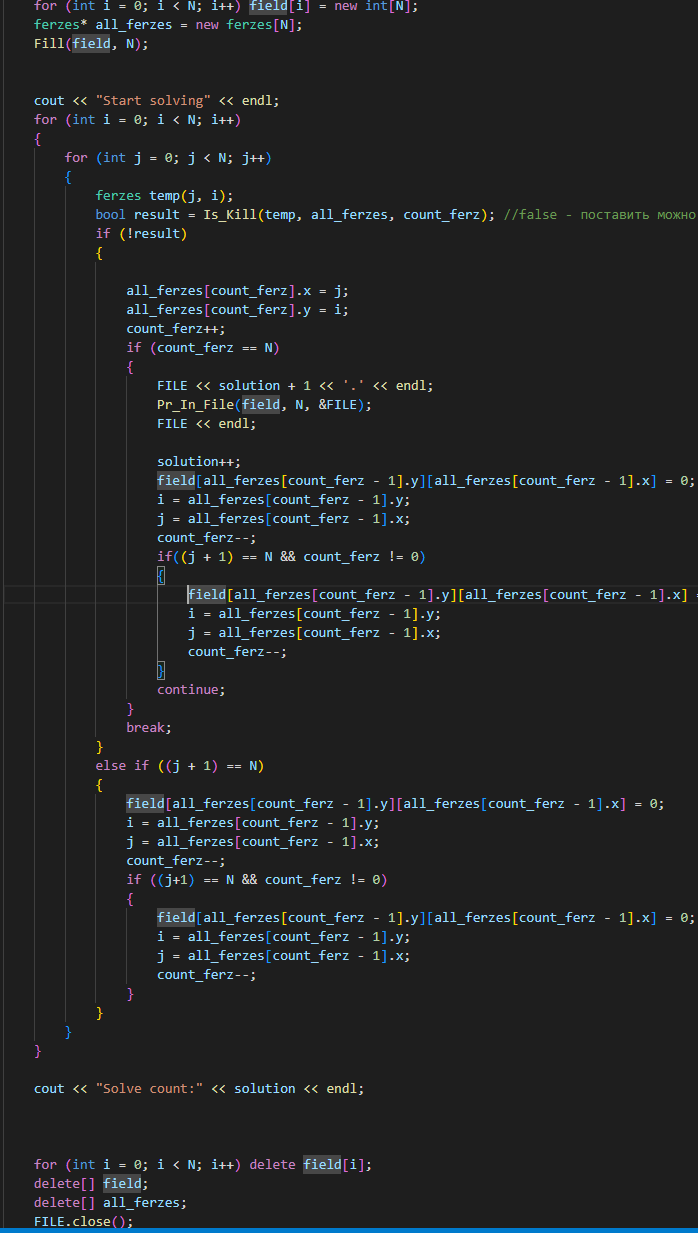 for (int i = 0; i < N; i++) field[i] = new int[N];
ferzes* all_ferzes = new ferzes[N];
Fill(field, N);
cout << "Start solving" << endl;
for (int i = 0; i < N; i++)
{
for (int j = 0; j < N; j++)
{
ferzes temp(j, i);
bool result = Is_Kill(temp, all_ferzes, count_ferz); //false - поставить можно
if (!result)
{
all_ferzes[count_ferz].x = j;
all_ferzes[count_ferz].y = i;
count_ferz++;
if (count_ferz == N)
{
FILE << solution + 1 << '.' << endl;
Pr_In_File(field, N, &FILE);
FILE << endl;
solution++;
field[all_ferzes[count_ferz - 1].y][all_ferzes[count_ferz - 1].x] = 0;
i = all_ferzes[count_ferz - 1].y;
j = all_ferzes[count_ferz - 1].x;
count_ferz--;
if((j + 1) == N && count_ferz != 0)
{
field[all_ferzes[count_ferz - 1].y][all_ferzes[count_ferz - 1].x] =
i = all_ferzes[count_ferz - 1].y;
j = all_ferzes[count_ferz - 1].x;
count_ferz--;
}
continue;
}
break;
}
else if ((j + 1) == N)
{
field[all_ferzes[count_ferz - 1].y][all_ferzes[count_ferz - 1].x] = 0;
i = all_ferzes[count_ferz - 1].y;
j = all_ferzes[count_ferz - 1].x;
count_ferz--;
if ((j+1) == N && count_ferz != 0)
{
field[all_ferzes[count_ferz - 1].y][all_ferzes[count_ferz - 1].x] = 0;
i = all_ferzes[count_ferz - 1].y;
j = all_ferzes[count_ferz - 1].x;
count_ferz--;
}
}
}
}
cout << "Solve count:" << solution << endl;
for (int i = 0; i < N; i++) delete field[i];
delete[] field;
delete[] all_ferzes;
FILE.close();